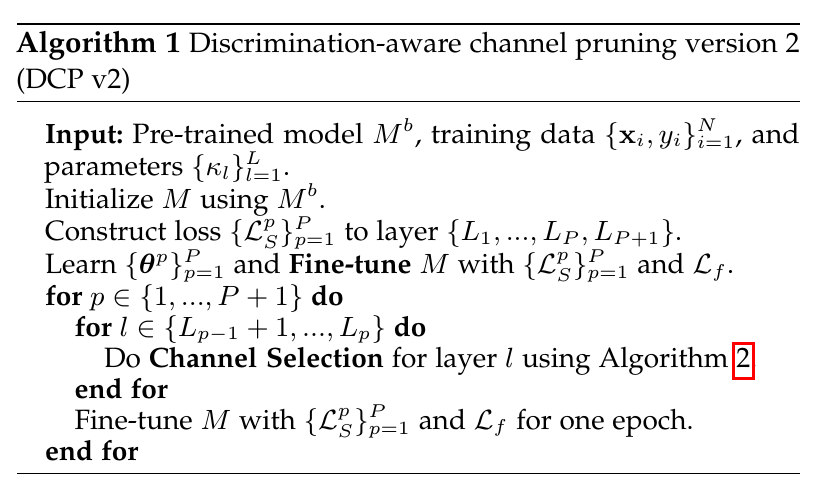 Algorithm 1 Discrimination-aware channel pruning version 2
(DCP v2)
Input: Pre-trained model $M^b$, training data $\{\mathbf{x}_i, y_i\}_{i=1}^N$, and
parameters $\{\kappa_l\}_{l=1}^L$.
Initialize $M$ using $M^b$.
Construct loss $\{\mathcal{L}_S^p\}_{p=1}^P$ to layer $\{L_1, ..., L_P, L_{P+1}\}$.
Learn $\{\boldsymbol{\theta}^p\}_{p=1}^P$ and Fine-tune $M$ with $\{\mathcal{L}_S^p\}_{p=1}^P$ and $\mathcal{L}_f$.
for $p \in \{1, ..., P+1\}$ do
for $l \in \{L_{p-1}+1, ..., L_p\}$ do
Do Channel Selection for layer $l$ using Algorithm 2
end for
Fine-tune $M$ with $\{\mathcal{L}_S^p\}_{p=1}^P$ and $\mathcal{L}_f$ for one epoch.
end for